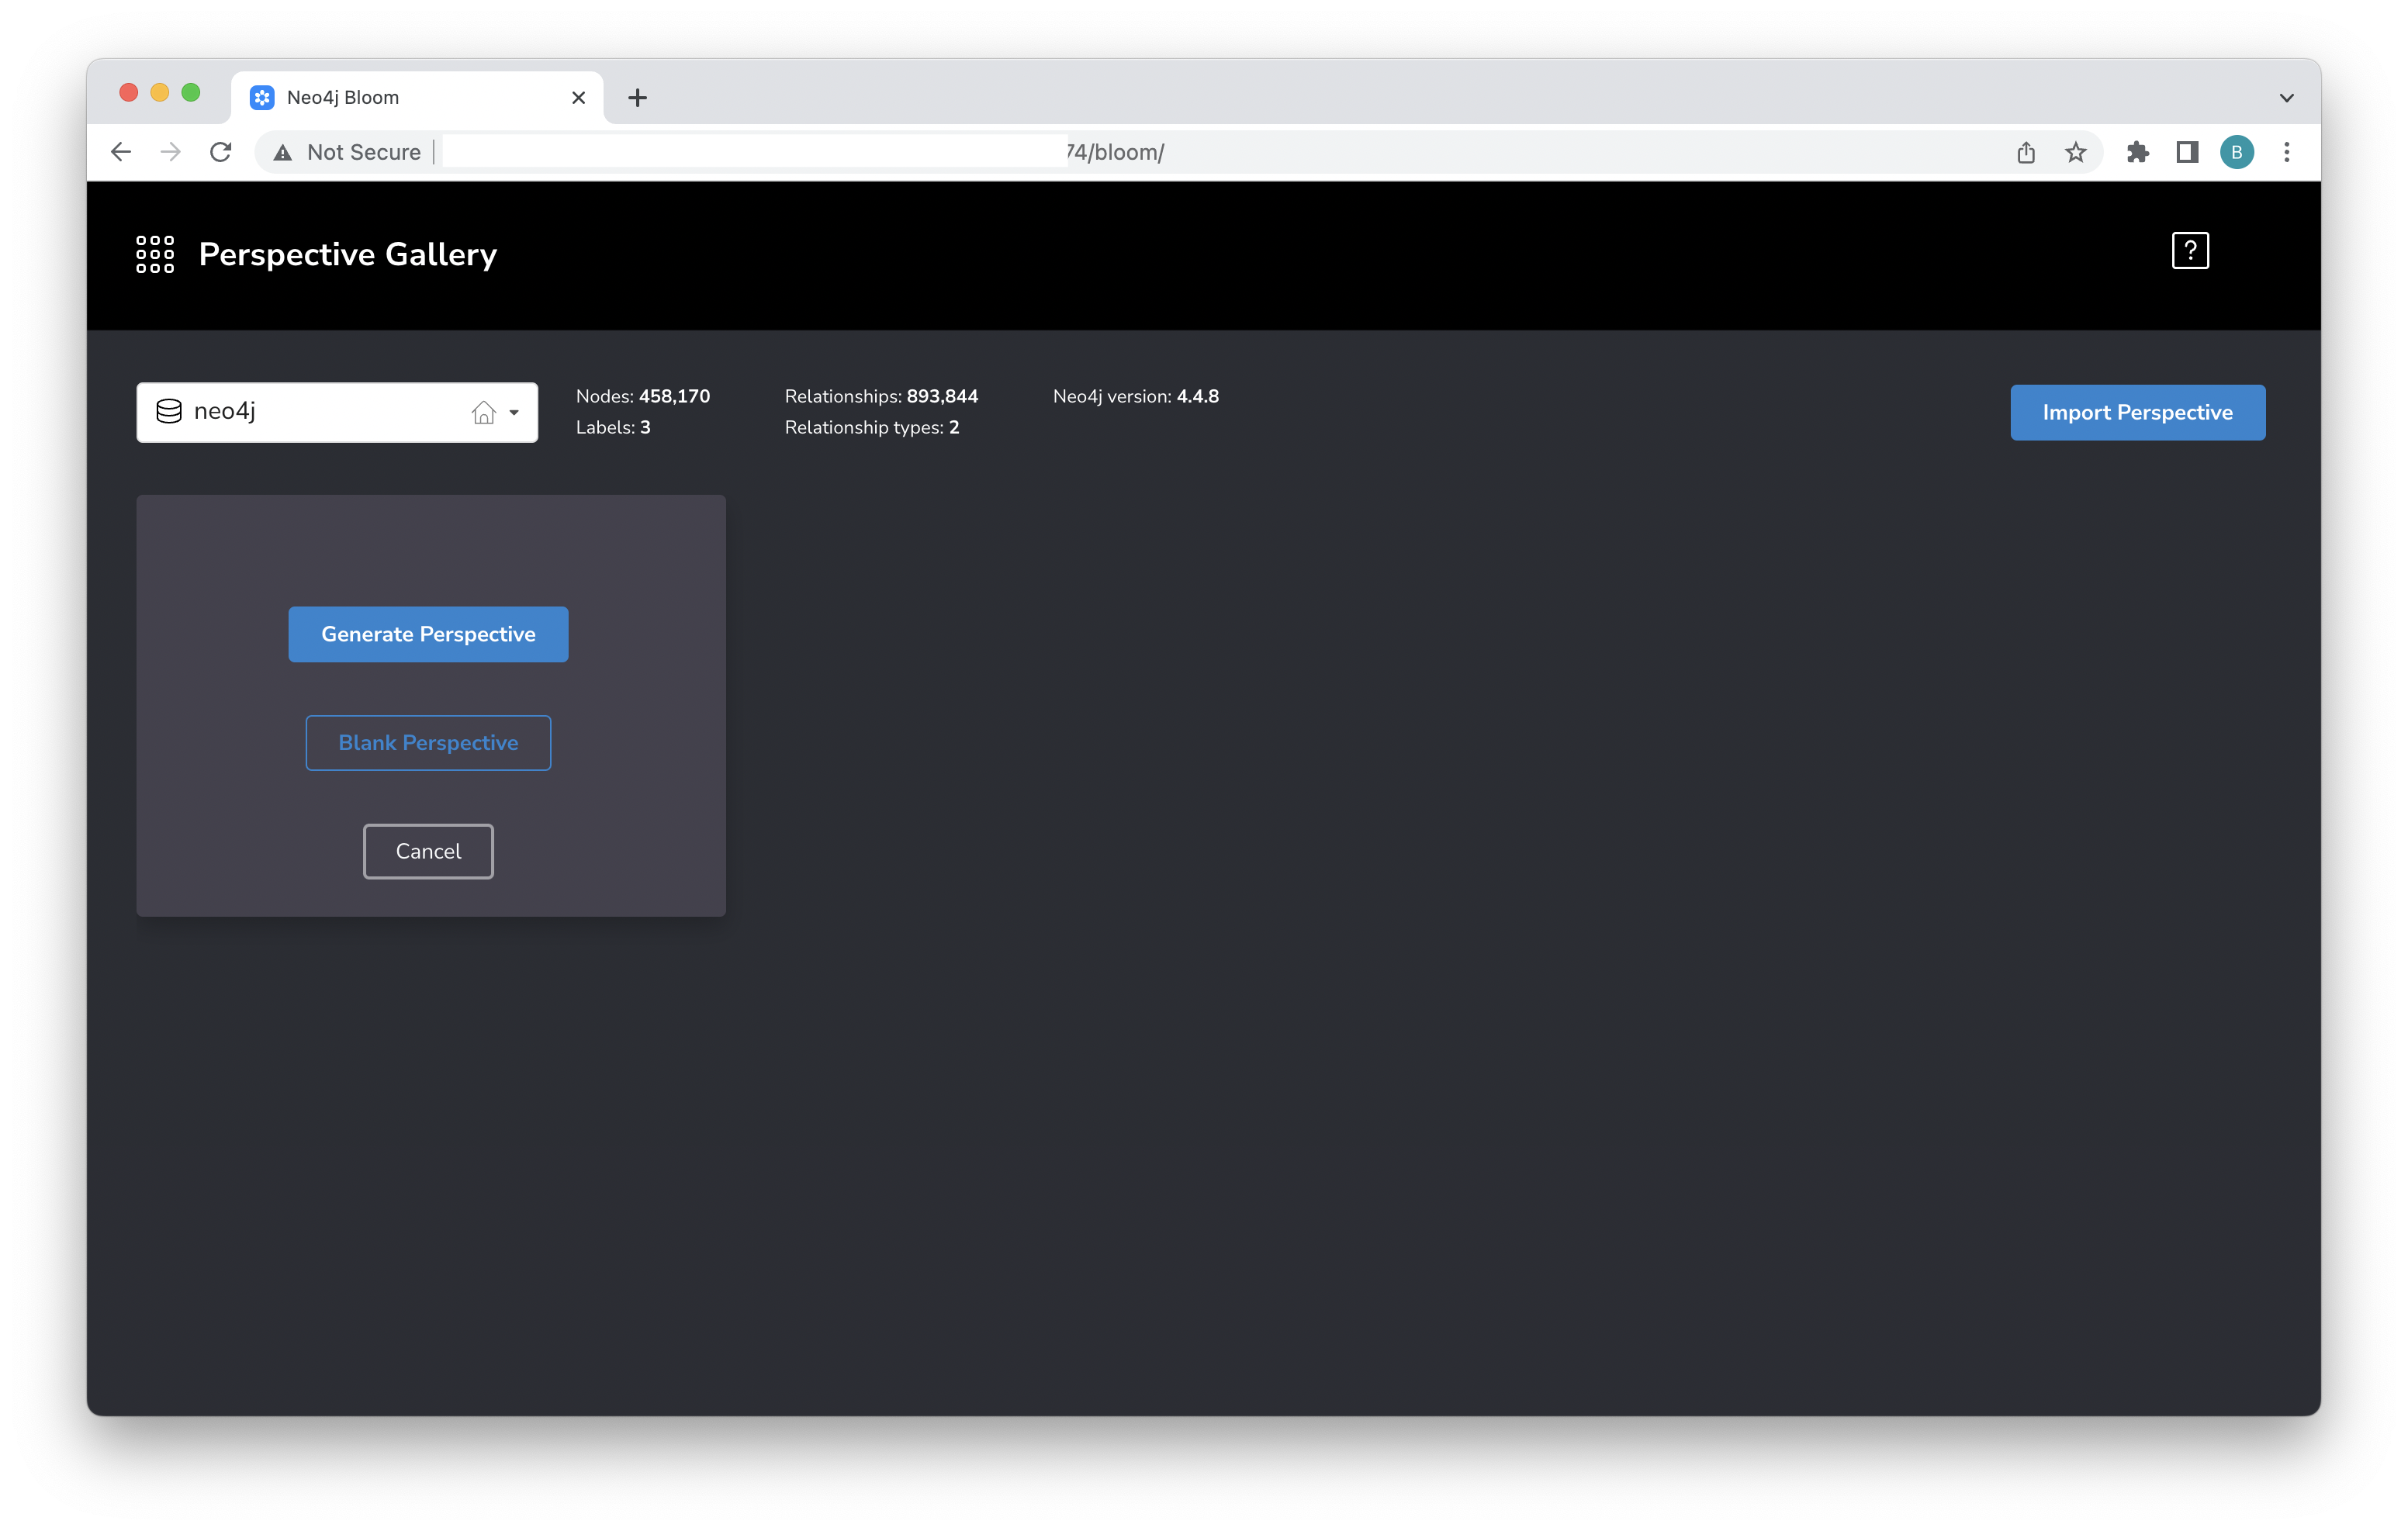 Neo4j Bloom
Not Secure
74/bloom/
B
Perspective Gallery
?
neo4j
Nodes: 458,170
Relationships: 893,844
Neo4j version: 4.4.8
Labels: 3
Relationship types: 2
Import Perspective
Generate Perspective
Blank Perspective
Cancel